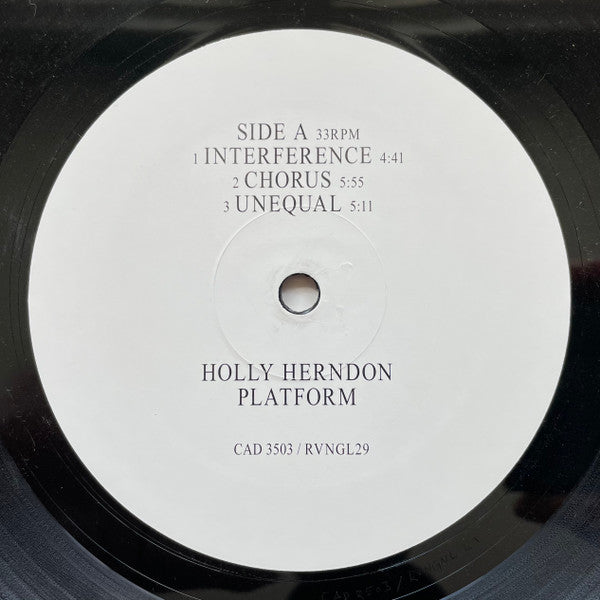 SIDE A 33RPM
1 INTERFERENCE 4:41
2 CHORUS 5:55
3 UNEQUAL 5:11
HOLLY HERNDON
PLATFORM
CAD 3503 / RVNGL29